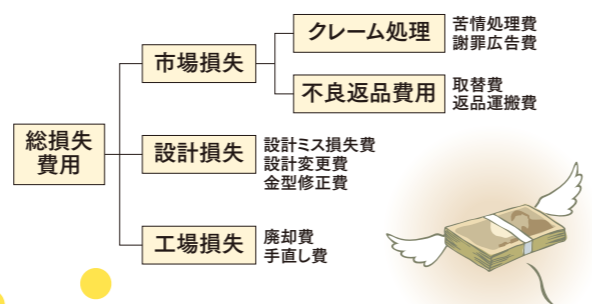 総損失
費用
市場損失
クレーム処理
苦情処理費
謝罪広告費
不良返品費用
取替費
返品運搬費
設計損失
設計ミス損失費
設計変更費
金型修正費
工場損失
廃却費
手直し費